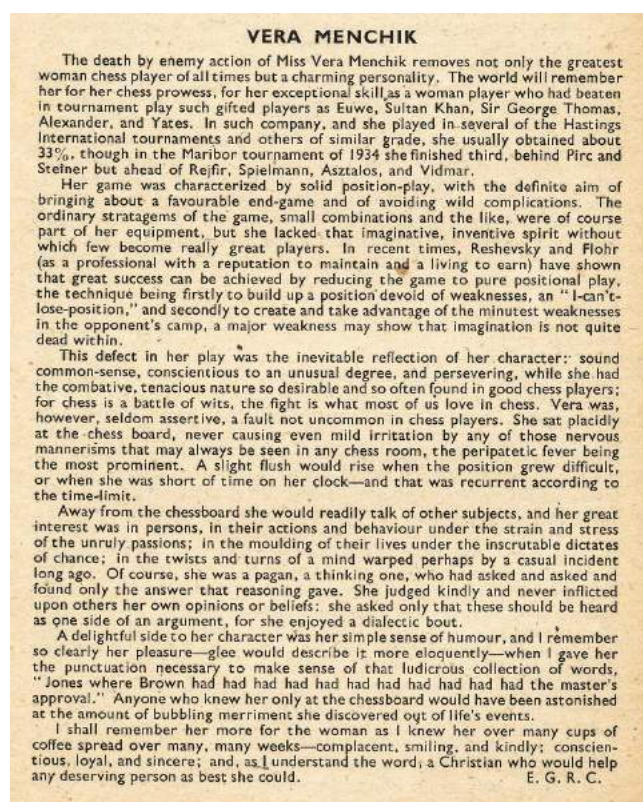 VERA MENCHIK
The death by enemy action of Miss Vera Menchik removes not only the greatest
woman chess player of all times but a charming personality. The world will remember
her for her chess prowess, for her exceptional skill as a woman player who had beaten
in tournament play such gifted players as Euwe, Sultan Khan, Sir George Thomas,
Alexander, and Yates. In such company, and she played in several of the Hastings
International tournaments and others of similar grade, she usually obtained about
33%, though in the Maribor tournament of 1934 she finished third, behind Pirc and
Steiner but ahead of Rejfir, Spielmann, Asztalos, and Vidmar.
Her game was characterized by solid position-play, with the definite aim of
bringing about a favourable end-game and of avoiding wild complications. The
ordinary stratagems of the game, small combinations and the like, were of course
part of her equipment, but she lacked that imaginative, inventive spirit without
which few become really great players. In recent times, Reshevsky and Flohr
(as a professional with a reputation to maintain and a living to earn) have shown
that great success can be achieved by reducing the game to pure positional play,
the technique being firstly to build up a position devoid of weaknesses, an "I-can't-
lose-position," and secondly to create and take advantage of the minutest weaknesses
in the opponent's camp, a major weakness may show that imagination is not quite
dead within.
This defect in her play was the inevitable reflection of her character: sound
common-sense, conscientious to an unusual degree, and persevering, while she had
the combative, tenacious nature so desirable and so often found in good chess players;
for chess is a battle of wits, the fight is what most of us love in chess. Vera was,
however, seldom assertive, a fault not uncommon in chess players. She sat placidly
at the chess board, never causing even mild irritation by any of those nervous
mannerisms that may always be seen in any chess room, the peripatetic fever being
the most prominent. A slight flush would rise when the position grew difficult,
or when she was short of time on her clock—and that was recurrent according to
the time-limit.
Away from the chessboard she would readily talk of other subjects, and her great
interest was in persons, in their actions and behaviour under the strain and stress
of the unruly passions; in the moulding of their lives under the inscrutable dictates
of chance; in the twists and turns of a mind warped perhaps by a casual incident
long ago. Of course, she was a pagan, a thinking one, who had asked and asked and
found only the answer that reasoning gave. She judged kindly and never inflicted
upon others her own opinions or beliefs: she asked only that these should be heard
as one side of an argument, for she enjoyed a dialectic bout.
A delightful side to her character was her simple sense of humour, and I remember
so clearly her pleasure—glee would describe it more eloquently—when I gave her
the punctuation necessary to make sense of that ludicrous collection of words,
"Jones where Brown had had had had had had had had had had had the master's
approval." Anyone who knew her only at the chessboard would have been astonished
at the amount of bubbling merriment she discovered out of life's events.
I shall remember her more for the woman as I knew her over many cups of
coffee spread over many, many weeks—complacent, smiling, and kindly; conscien-
tious, loyal, and sincere; and, as I understand the word, a Christian who would help
any deserving person as best she could. E. G. R. C.